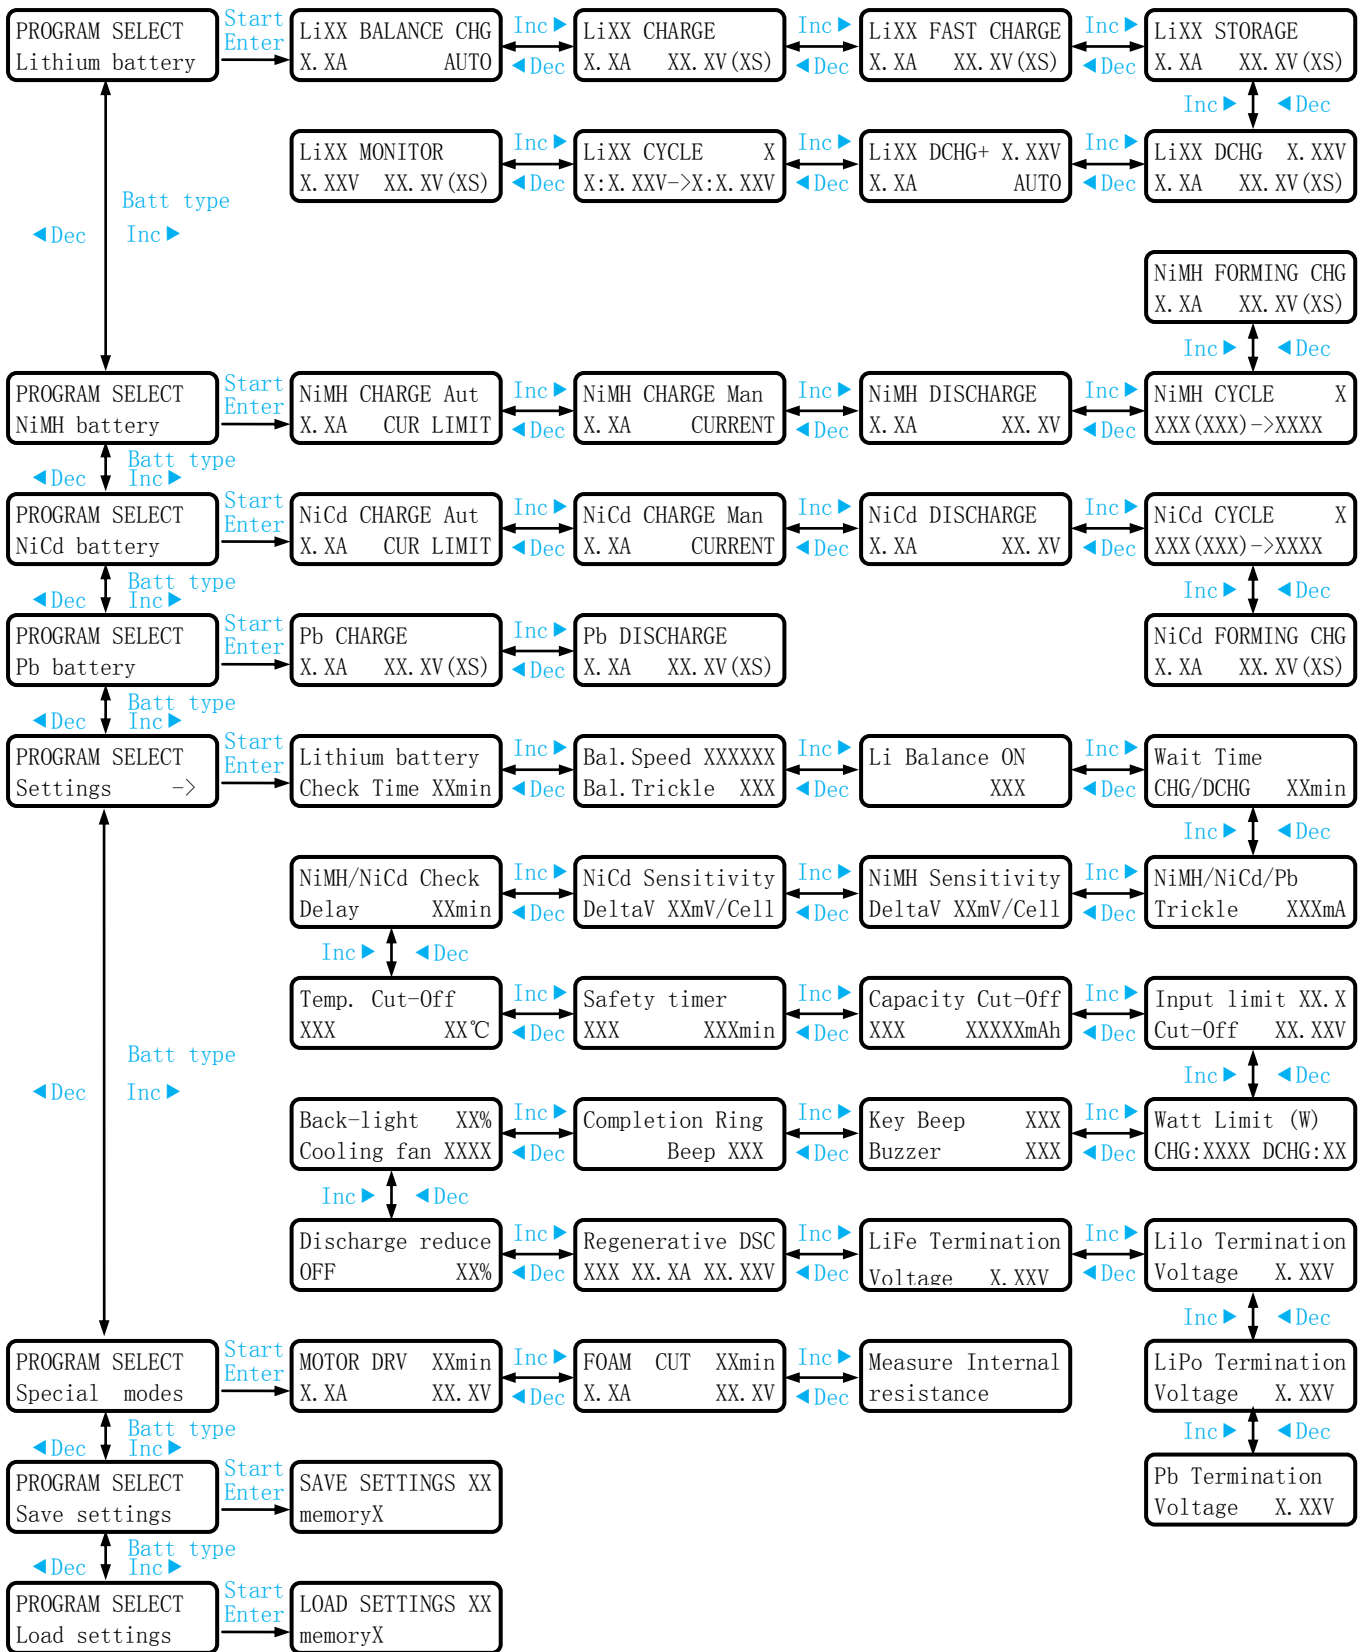 PROGRAM SELECT
Lithium battery
Start
Enter
LiXX BALANCE CHG
X.XA AUTO
Inc▶
◀Dec
LiXX CHARGE
X.XA XX.XV(XS)
Inc▶
◀Dec
LiXX FAST CHARGE
X.XA XX.XV(XS)
Inc▶
◀Dec
LiXX STORAGE
X.XA XX.XV(XS)
Inc▶ ◀Dec
LiXX MONITOR
X.XXV XX.XV(XS)
Inc▶
◀Dec
LiXX CYCLE X
X:X.XXV->X:X.XXV
Inc▶
◀Dec
LiXX DCHG+ X.XXV
X.XA AUTO
Inc▶
◀Dec
LiXX DCHG X.XXV
X.XA XX.XV(XS)
Batt type
◀Dec Inc▶
NiMH FORMING CHG
X.XA XX.XV(XS)
Inc▶ ◀Dec
PROGRAM SELECT
NiMH battery
Start
Enter
NiMH CHARGE Aut
X.XA CUR LIMIT
Inc▶
◀Dec
NiMH CHARGE Man
X.XA CURRENT
Inc▶
◀Dec
NiMH DISCHARGE
X.XA XX.XV
Inc▶
◀Dec
NiMH CYCLE X
XXX(XXX)->XXXX
Batt type
◀Dec Inc▶
PROGRAM SELECT
NiCd battery
Start
Enter
NiCd CHARGE Aut
X.XA CUR LIMIT
Inc▶
◀Dec
NiCd CHARGE Man
X.XA CURRENT
Inc▶
◀Dec
NiCd DISCHARGE
X.XA XX.XV
Inc▶
◀Dec
NiCd CYCLE X
XXX(XXX)->XXXX
Batt type
◀Dec Inc▶
Inc▶ ◀Dec
PROGRAM SELECT
Pb battery
Start
Enter
Pb CHARGE
X.XA XX.XV(XS)
Inc▶
◀Dec
Pb DISCHARGE
X.XA XX.XV(XS)
NiCd FORMING CHG
X.XA XX.XV(XS)
Batt type
◀Dec Inc▶
PROGRAM SELECT
Settings ->
Start
Enter
Lithium battery
Check Time XXmin
Inc▶
◀Dec
Bal.Speed XXXXXX
Bal.Trickle XXX
Inc▶
◀Dec
Li Balance ON
XXX
Inc▶
◀Dec
Wait Time
CHG/DCHG XXmin
Inc▶ ◀Dec
NiMH/NiCd Check
Delay XXmin
Inc▶
◀Dec
NiCd Sensitivity
DeltaV XXmV/Cell
Inc▶
◀Dec
NiMH Sensitivity
DeltaV XXmV/Cell
Inc▶
◀Dec
NiMH/NiCd/Pb
Trickle XXXmA
Inc▶ ◀Dec
Temp. Cut-Off
XXX XX℃
Inc▶
◀Dec
Safety timer
XXX XXXmin
Inc▶
◀Dec
Capacity Cut-Off
XXX XXXXXmAh
Inc▶
◀Dec
Input limit XX.X
Cut-Off XX.XXV
Batt type
◀Dec Inc▶
Inc▶ ◀Dec
Back-light XX%
Cooling fan XXXX
Inc▶
◀Dec
Completion Ring
Beep XXX
Inc▶
◀Dec
Key Beep XXX
Buzzer XXX
Inc▶
◀Dec
Watt Limit (W)
CHG:XXXX DCHG:XX
Inc▶ ◀Dec
Discharge reduce
OFF XX%
Inc▶
◀Dec
Regenerative DSC
XXX XX.XA XX.XXV
Inc▶
◀Dec
LiFe Termination
Voltage X.XXV
Inc▶
◀Dec
LiIo Termination
Voltage X.XXV
Inc▶ ◀Dec
PROGRAM SELECT
Special modes
Start
Enter
MOTOR DRV XXmin
X.XA XX.XV
Inc▶
◀Dec
FOAM CUT XXmin
X.XA XX.XV
Inc▶
◀Dec
Measure Internal
resistance
LiPo Termination
Voltage X.XXV
Batt type
◀Dec Inc▶
Inc▶ ◀Dec
PROGRAM SELECT
Save settings
Start
Enter
SAVE SETTINGS XX
memoryX
Pb Termination
Voltage X.XXV
Batt type
◀Dec Inc▶
PROGRAM SELECT
Load settings
Start
Enter
LOAD SETTINGS XX
memoryX